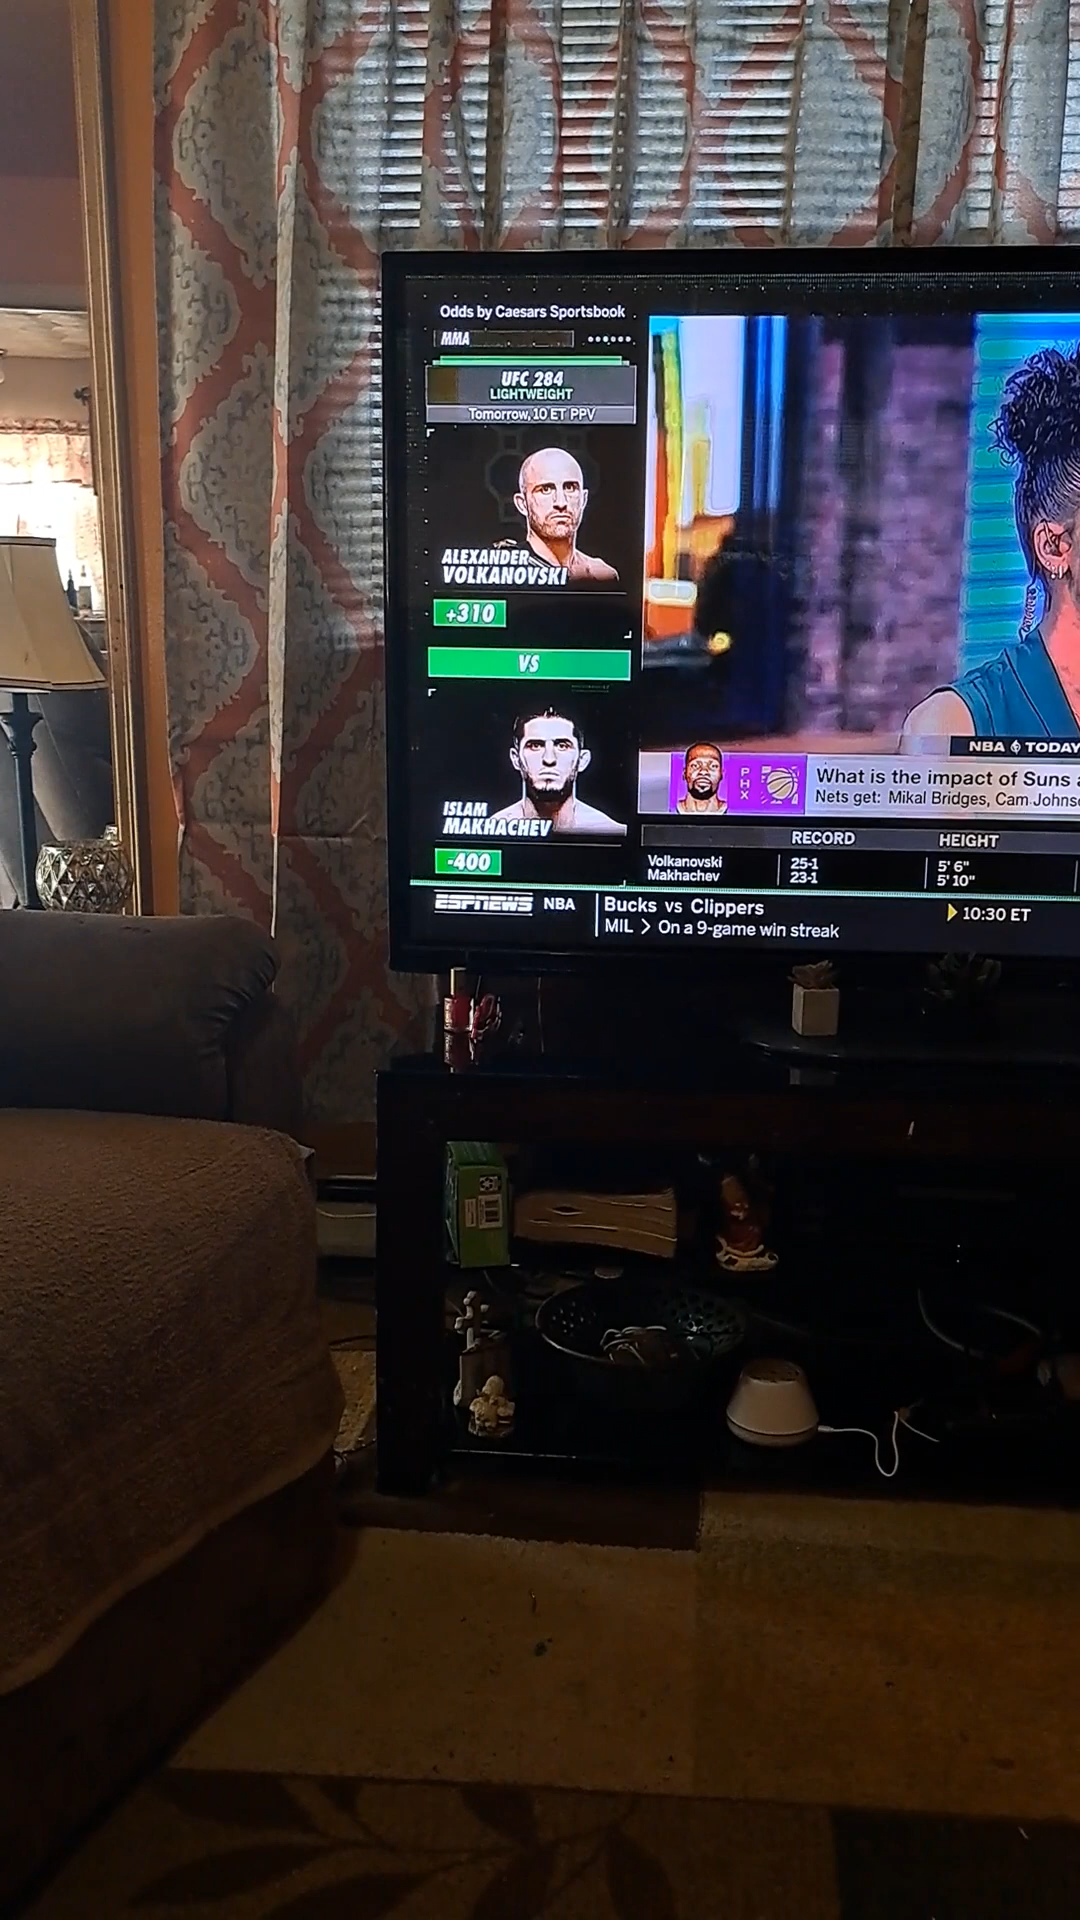 Odds by Caesars Sportsbook
MMA
UFC 284
LIGHTWEIGHT
Tomorrow, 10 ET PPV
ALEXANDER
VOLKANOVSKI
+310
VS
ISLAM
MAKHACHEV
-400
NBA TODAY
PHX
What is the impact of Suns
Nets get: Mikal Bridges, Cam Johns
RECORD HEIGHT
Volkanovski 25-1 5' 6"
Makhachev 23-1 5' 10"
ESPNEWS NBA
Bucks vs Clippers 10:30 ET
MIL > On a 9-game win streak